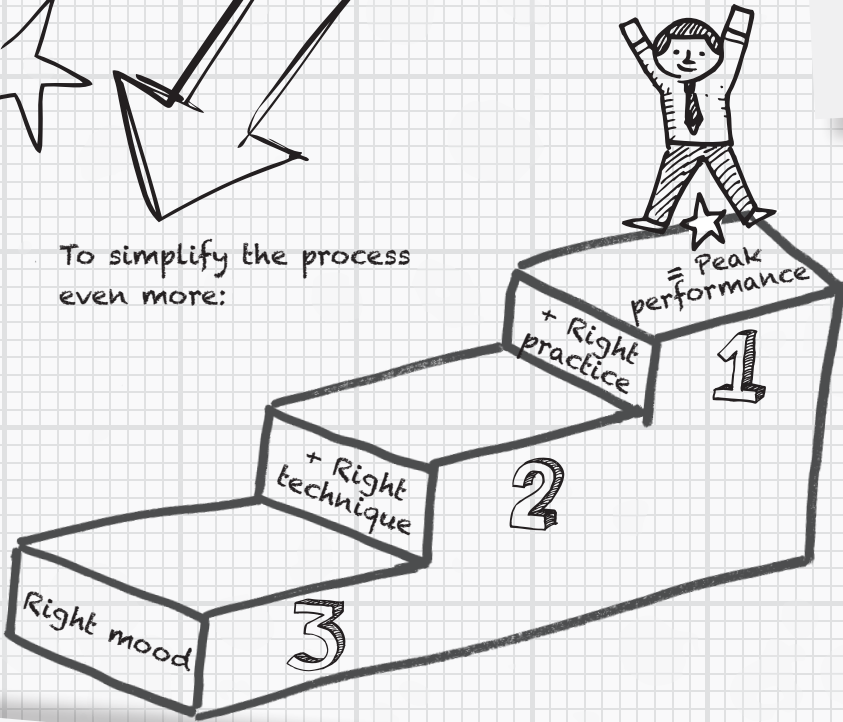 To simplify the process
even more:
= Peak
performance
+ Right
practice
1
+ Right
technique
2
Right mood
3